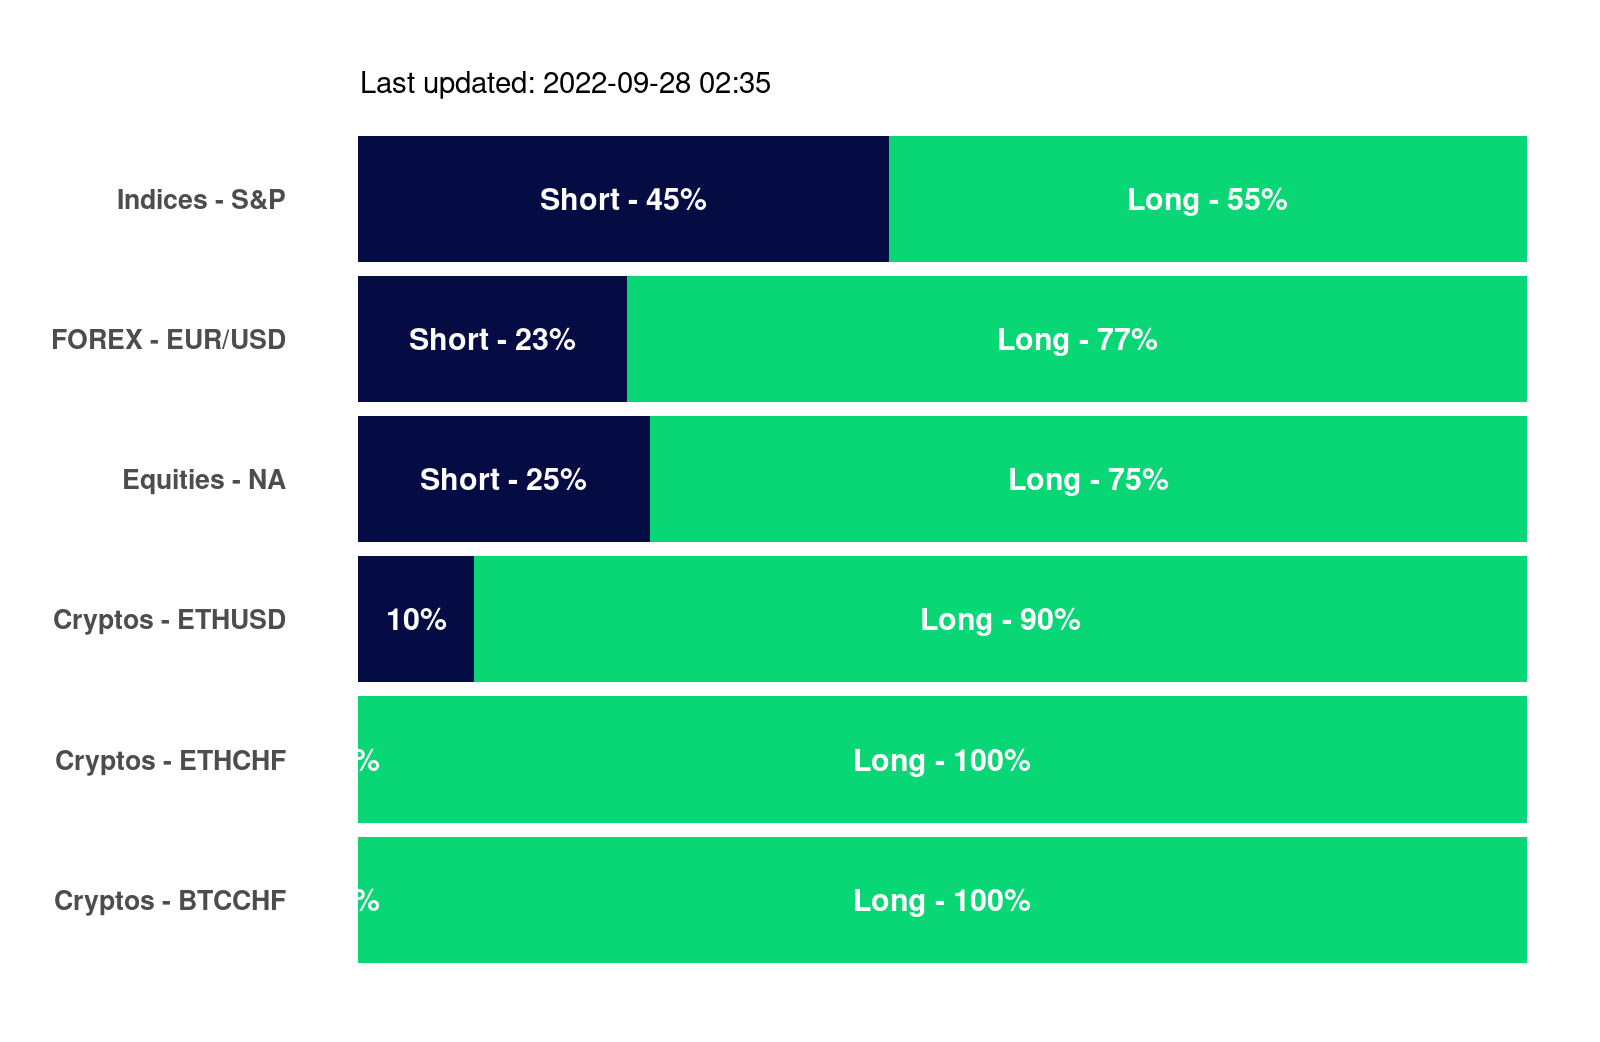 Last updated: 2022-09-28 02:35
Indices - S&P Short - 45% Long - 55%
FOREX - EUR/USD Short - 23% Long - 77%
Equities - NA Short - 25% Long - 75%
Cryptos - ETHUSD 10% Long - 90%
Cryptos - ETHCHF % Long - 100%
Cryptos - BTCCHF % Long - 100%